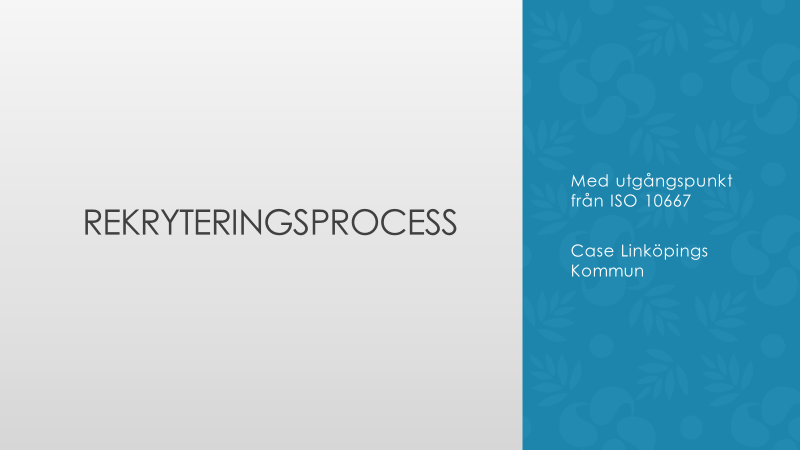 REKRYTERINGSPROCESS
Med utgångspunkt
från ISO 10667
Case Linköpings
Kommun